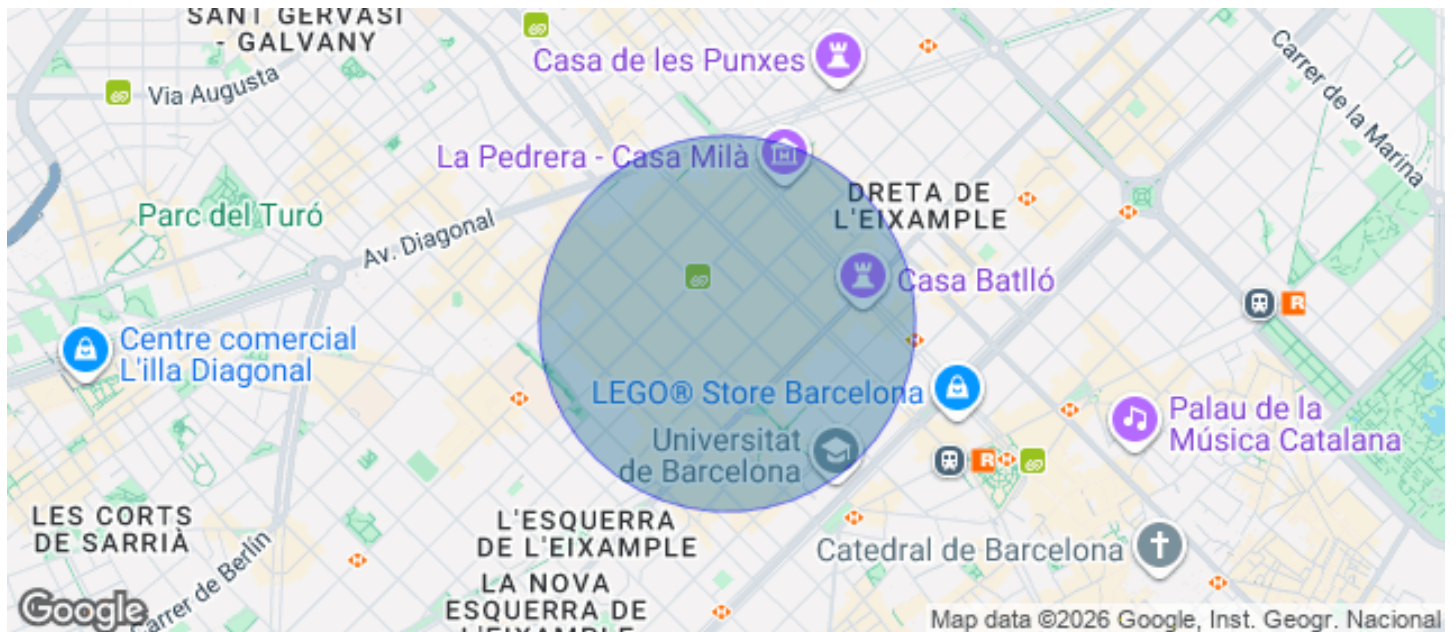 SANT GERVASI
- GALVANY
Casa de les Punxes
Via Augusta
Carrer de la Marina
La Pedrera - Casa Milà
DRETA DE
L'EIXAMPLE
Parc del Turó
Av. Diagonal
Casa Batlló
R
Centre comercial
L'illa Diagonal
LEGO® Store Barcelona
Palau de la
Música Catalana
Universitat
de Barcelona
R
LES CORTS
DE SARRIÀ
L'ESQUERRA
DE L'EIXAMPLE
Catedral de Barcelona
Carrer de Berlín
LA NOVA
ESQUERRA DE
L'EIXAMPLE
Google
Map data ©2026 Google, Inst. Geogr. Nacional